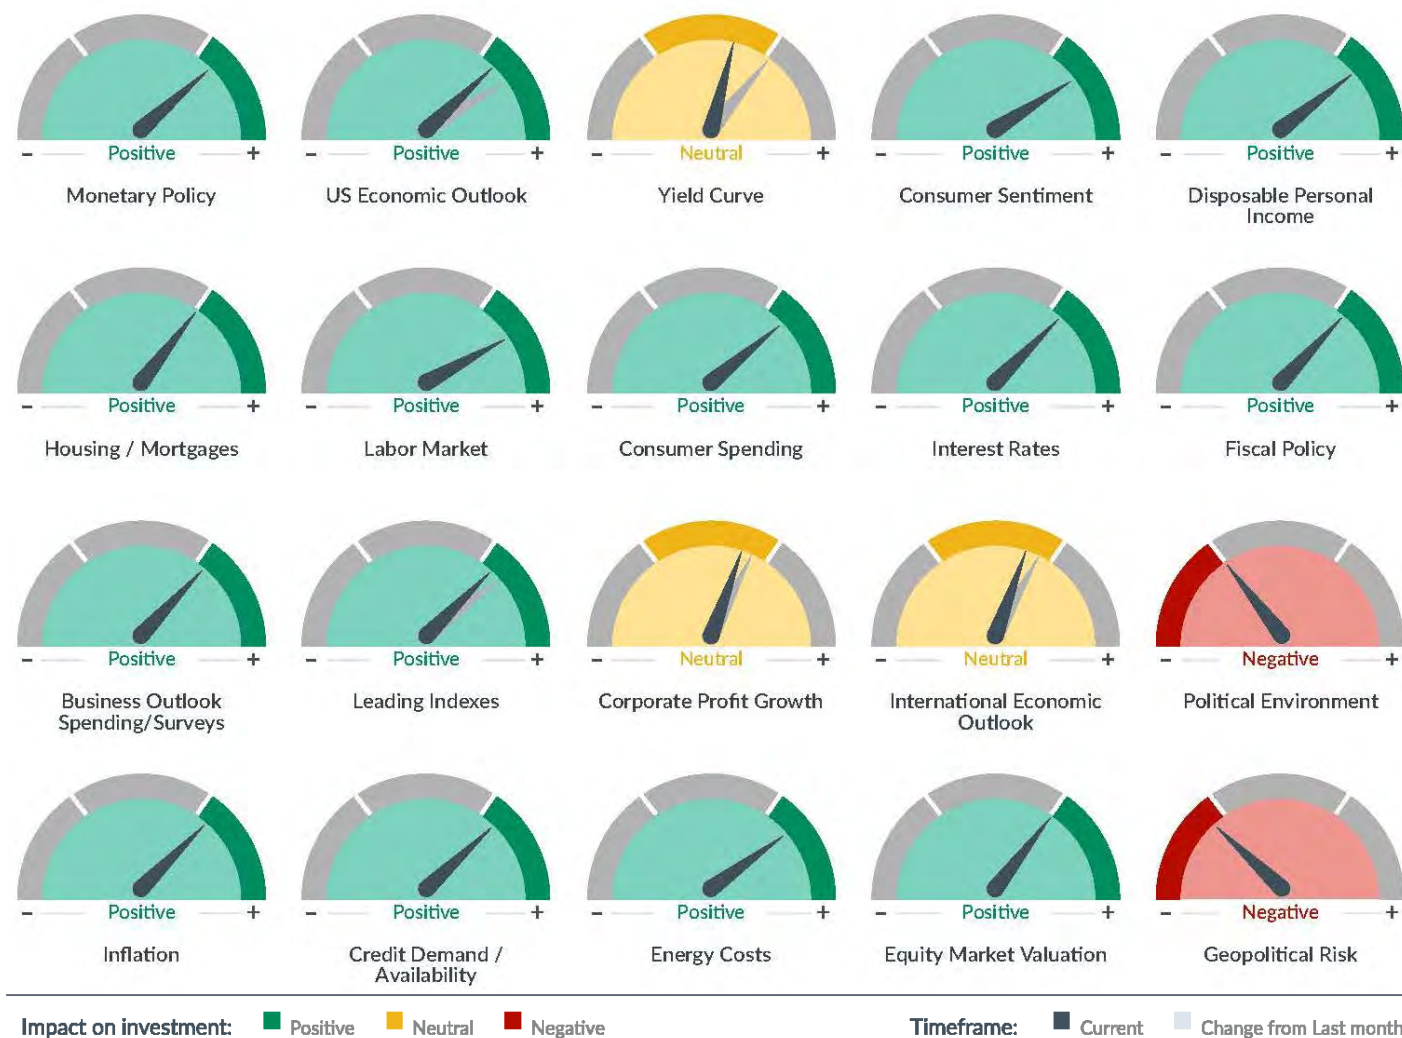 - Positive +
- Positive +
- Neutral +
- Positive +
- Positive +
Monetary Policy
US Economic Outlook
Yield Curve
Consumer Sentiment
Disposable Personal
Income
- Positive +
- Positive +
- Positive +
- Positive +
- Positive +
Housing / Mortgages
Labor Market
Consumer Spending
Interest Rates
Fiscal Policy
- Positive +
- Positive +
- Neutral +
- Neutral +
- Negative +
Business Outlook
Spending/Surveys
Leading Indexes
Corporate Profit Growth
International Economic
Outlook
Political Environment
- Positive +
- Positive +
- Positive +
- Positive +
- Negative +
Inflation
Credit Demand /
Availability
Energy Costs
Equity Market Valuation
Geopolitical Risk
Impact on investment: Positive Neutral Negative
Timeframe: Current Change from Last month